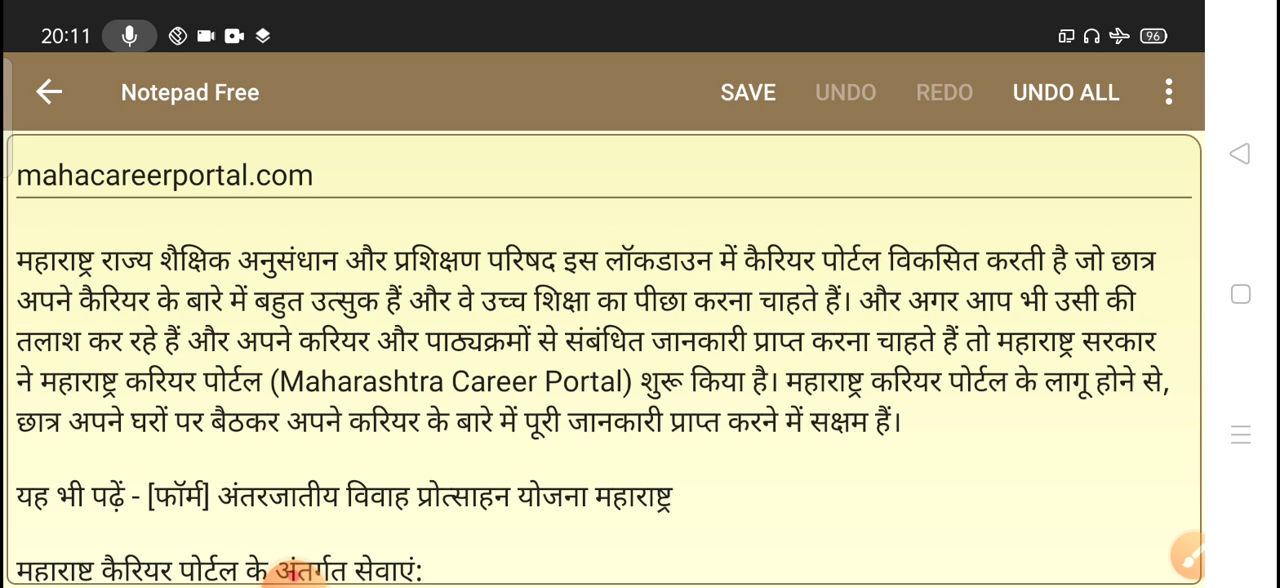 20:11
96
Notepad Free
SAVE
UNDO
REDO
UNDO ALL
mahacareerportal.com
महाराष्ट्र राज्य शैक्षिक अनुसंधान और प्रशिक्षण परिषद इस लॉकडाउन में कैरियर पोर्टल विकसित करती है जो छात्र
अपने कैरियर के बारे में बहुत उत्सुक हैं और वे उच्च शिक्षा का पीछा करना चाहते हैं। और अगर आप भी उसी की
तलाश कर रहे हैं और अपने करियर और पाठ्यक्रमों से संबंधित जानकारी प्राप्त करना चाहते हैं तो महाराष्ट्र सरकार
ने महाराष्ट्र करियर पोर्टल (Maharashtra Career Portal) शुरू किया है। महाराष्ट्र करियर पोर्टल के लागू होने से,
छात्र अपने घरों पर बैठकर अपने करियर के बारे में पूरी जानकारी प्राप्त करने में सक्षम हैं।
यह भी पढ़ें - [फॉर्म] अंतरजातीय विवाह प्रोत्साहन योजना महाराष्ट्र
महाराष्ट्र कैरियर पोर्टल के अंतर्गत सेवाएं: